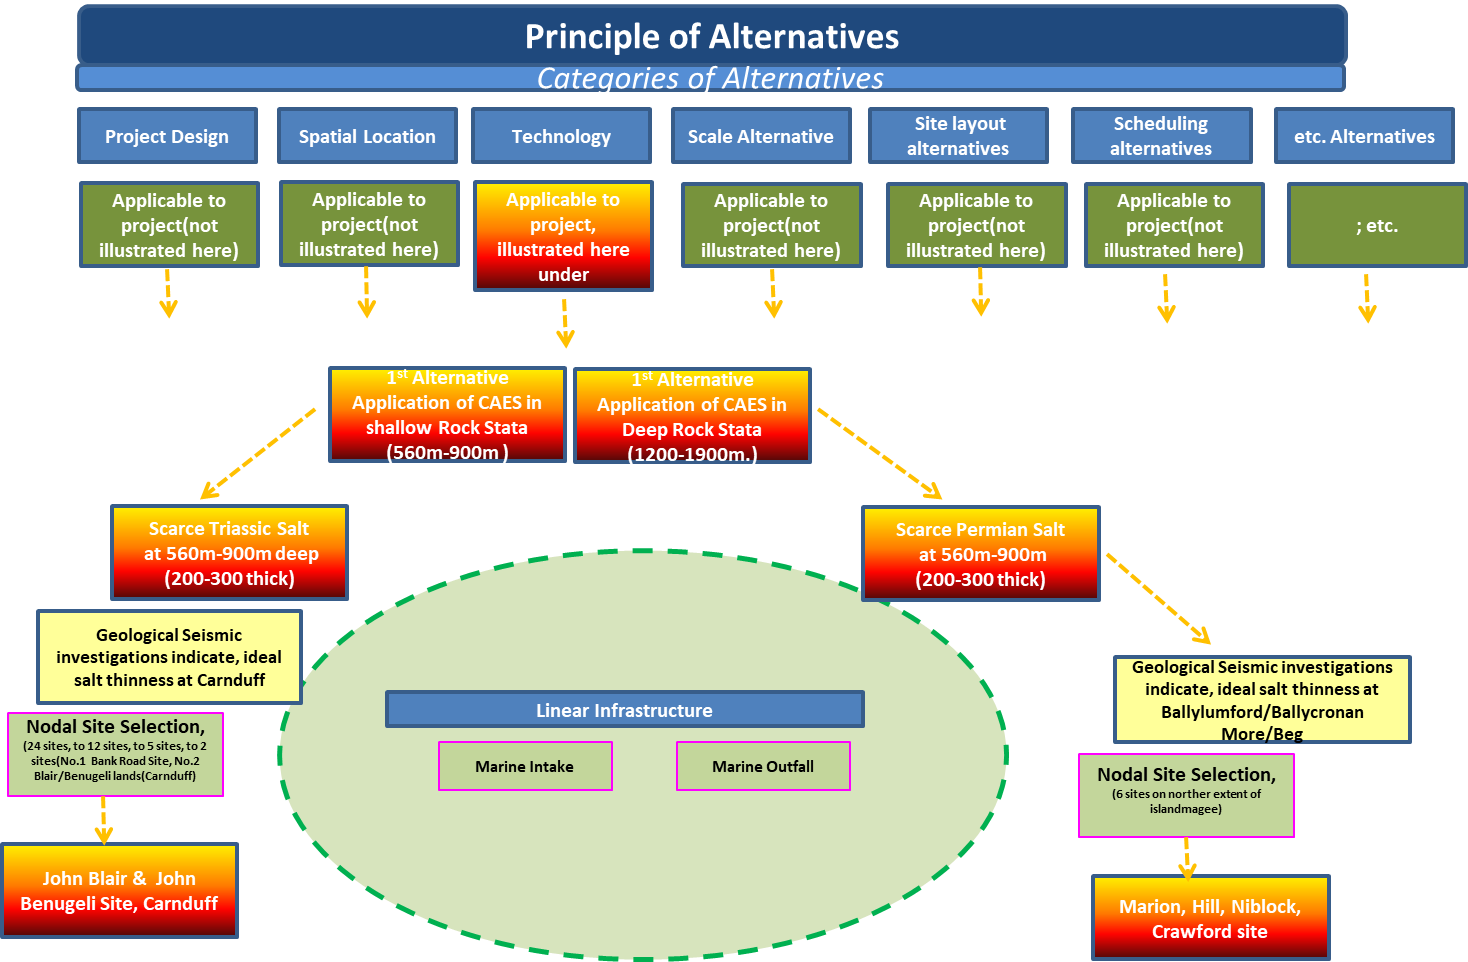 Principle of Alternatives
Categories of Alternatives
Project Design
Spatial Location
Technology
Scale Alternative
Site layout
alternatives
Scheduling
alternatives
etc. Alternatives
Applicable to
project(not
illustrated here)
Applicable to
project(not
illustrated here)
Applicable to
project,
illustrated here
under
Applicable to
project(not
illustrated here)
Applicable to
project(not
illustrated here)
Applicable to
project(not
illustrated here)
; etc.
1st Alternative
Application of CAES in
shallow Rock Stata
(560m-900m )
1st Alternative
Application of CAES in
Deep Rock Stata
(1200-1900m.)
Scarce Triassic Salt
at 560m-900m deep
(200-300 thick)
Scarce Permian Salt
at 560m-900m
(200-300 thick)
Geological Seismic
investigations indicate, ideal
salt thinness at Carnduff
Geological Seismic investigations
indicate, ideal salt thinness at
Ballylumford/Ballycronan
More/Beg
Nodal Site Selection,
(24 sites, to 12 sites, to 5 sites, to 2
sites(No.1 Bank Road Site, No.2
Blair/Benugeli lands(Carnduff)
Linear Infrastructure
Marine Intake
Marine Outfall
Nodal Site Selection,
(6 sites on norther extent of
islandmagee)
John Blair & John
Benugeli Site, Carnduff
Marion, Hill, Niblock,
Crawford site